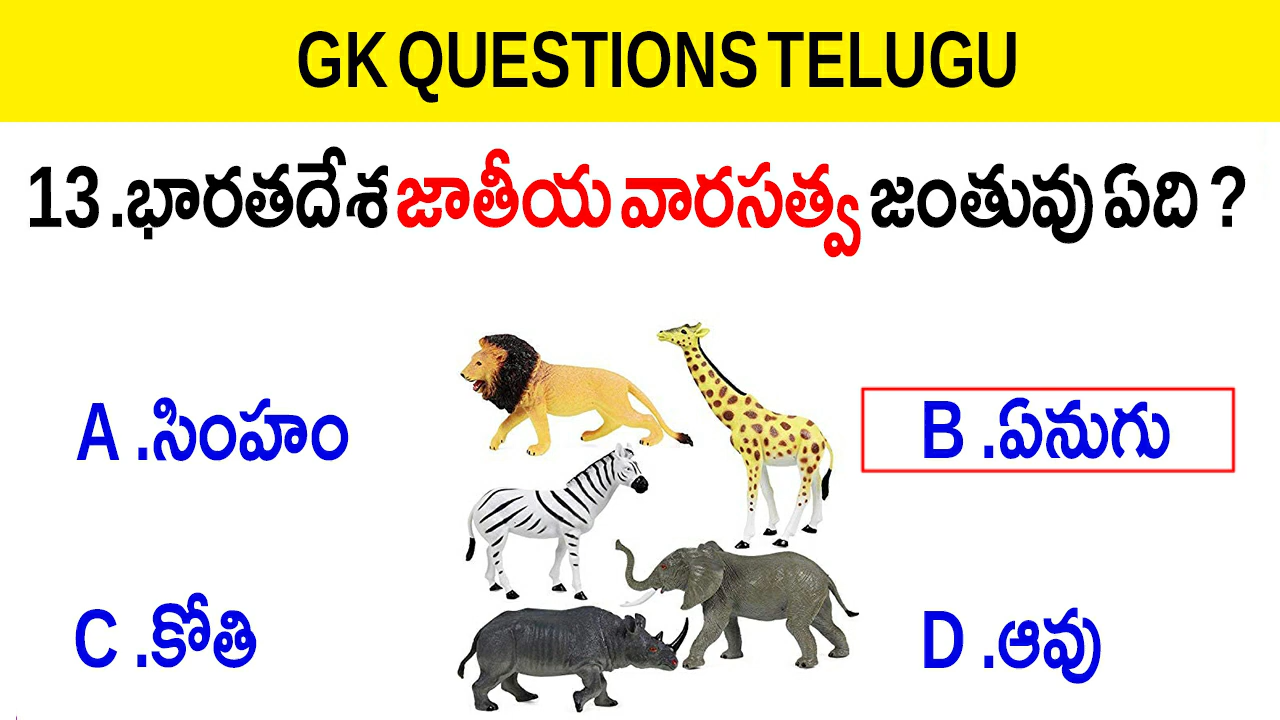 GK QUESTIONS TELUGU
13 .భారతదేశ జాతీయ వారసత్వ జంతువు ఏది ?
A .సింహం
B .ఏనుగు
C .కోతి
D .ఆవు